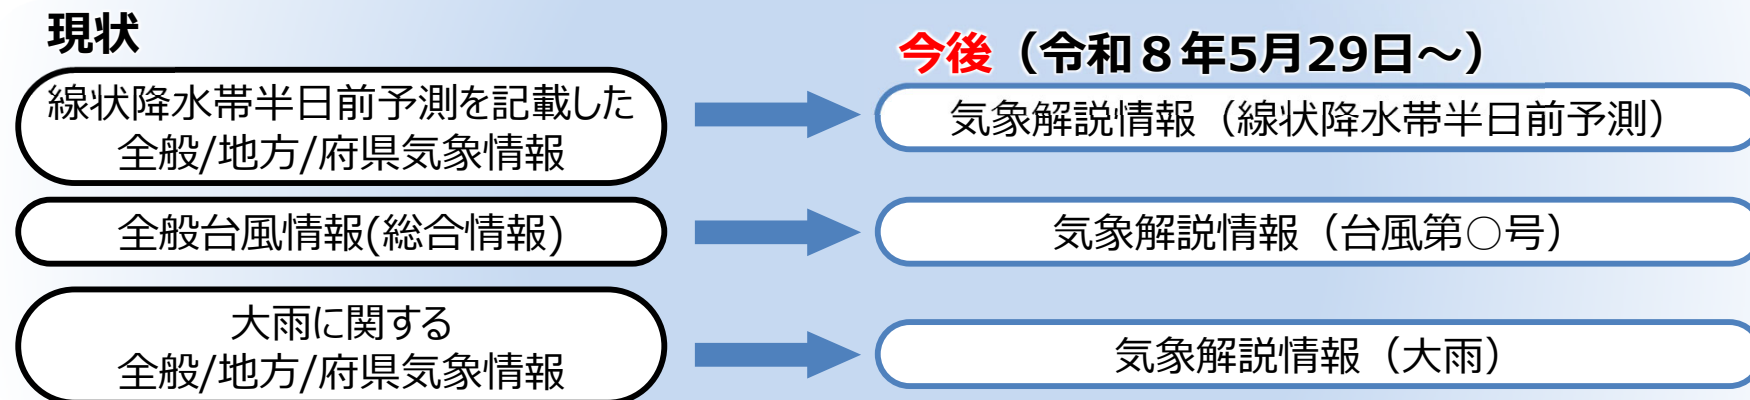 現状
今後（令和８年5月29日～）
線状降水帯半日前予測を記載した
全般/地方/府県気象情報
気象解説情報（線状降水帯半日前予測）
全般台風情報(総合情報)
気象解説情報（台風第○号）
大雨に関する
全般/地方/府県気象情報
気象解説情報（大雨）